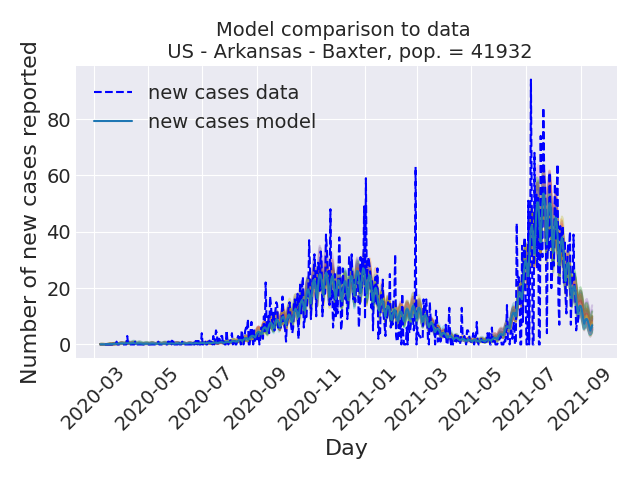 Model comparison to data
US - Arkansas - Baxter, pop. = 41932
new cases data
new cases model
Number of new cases reported
80
60
40
20
0
2020-03
2020-05
2020-07
2020-09
2020-11
2021-01
2021-03
2021-05
2021-07
2021-09
Day